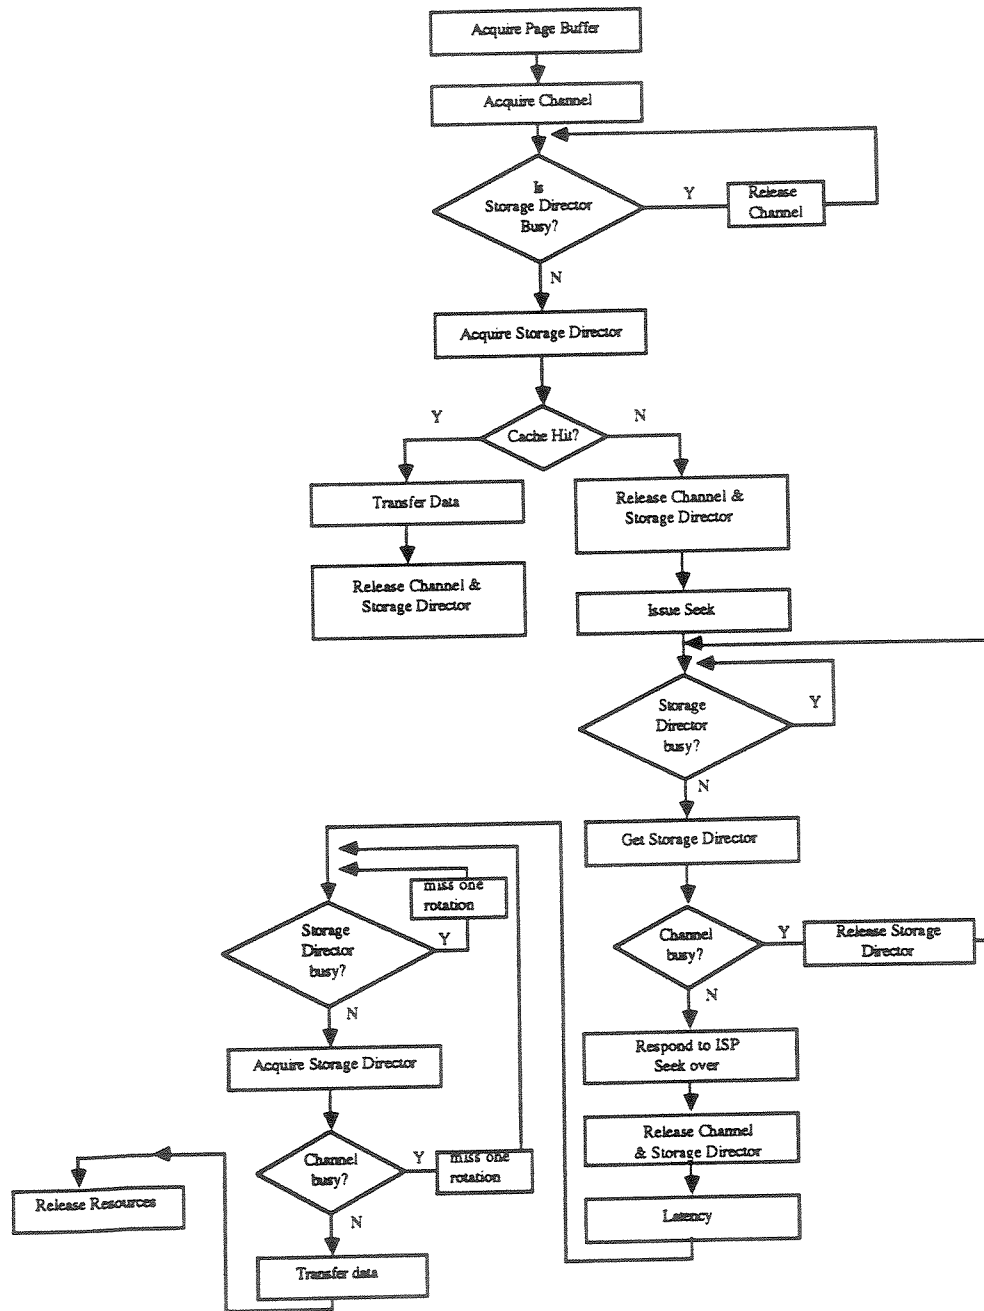 Acquire Page Buffer
Acquire Channel
Is
Storage Director
Busy?
Y
Release
Channel
N
Acquire Storage Director
Y
N
Cache Hit?
Transfer Data
Release Channel &
Storage Director
Release Channel &
Storage Director
Issue Seek
Storage
Director
busy?
Y
N
Get Storage Director
miss one
rotation
Storage
Director
busy?
Y
N
Channel
busy?
Y
Release Storage
Director
N
Acquire Storage Director
Respond to ISP
Seek over
Channel
busy?
Y
miss one
rotation
N
Release Channel
& Storage Director
Release Resources
Latency
Transfer data